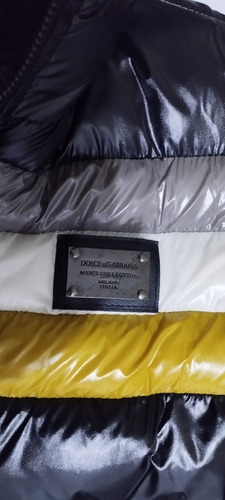 DOLCE & GABBANA
MEN'S COLLECTION
MILANO
ITALIA